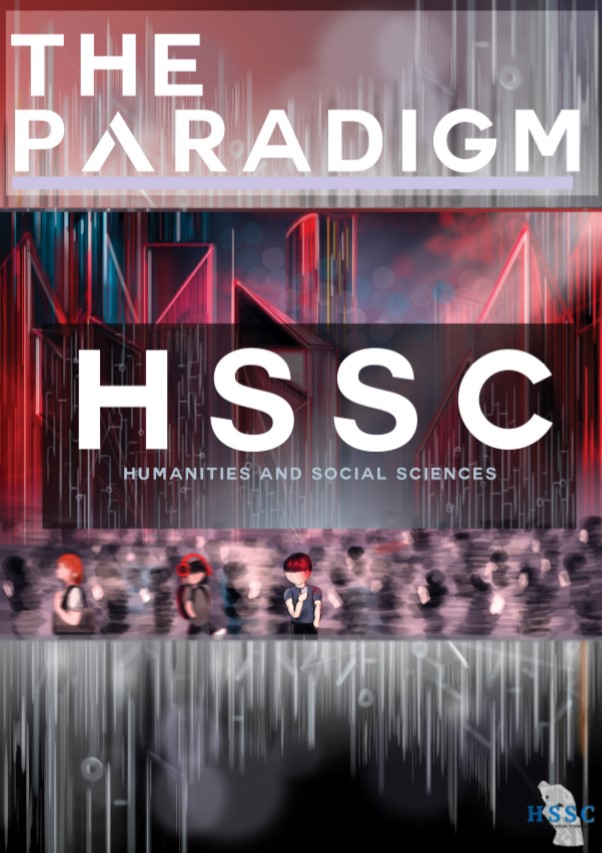 THE
PARADIGM
HSSC
HUMANITIES AND SOCIAL SCIENCES
HSSC